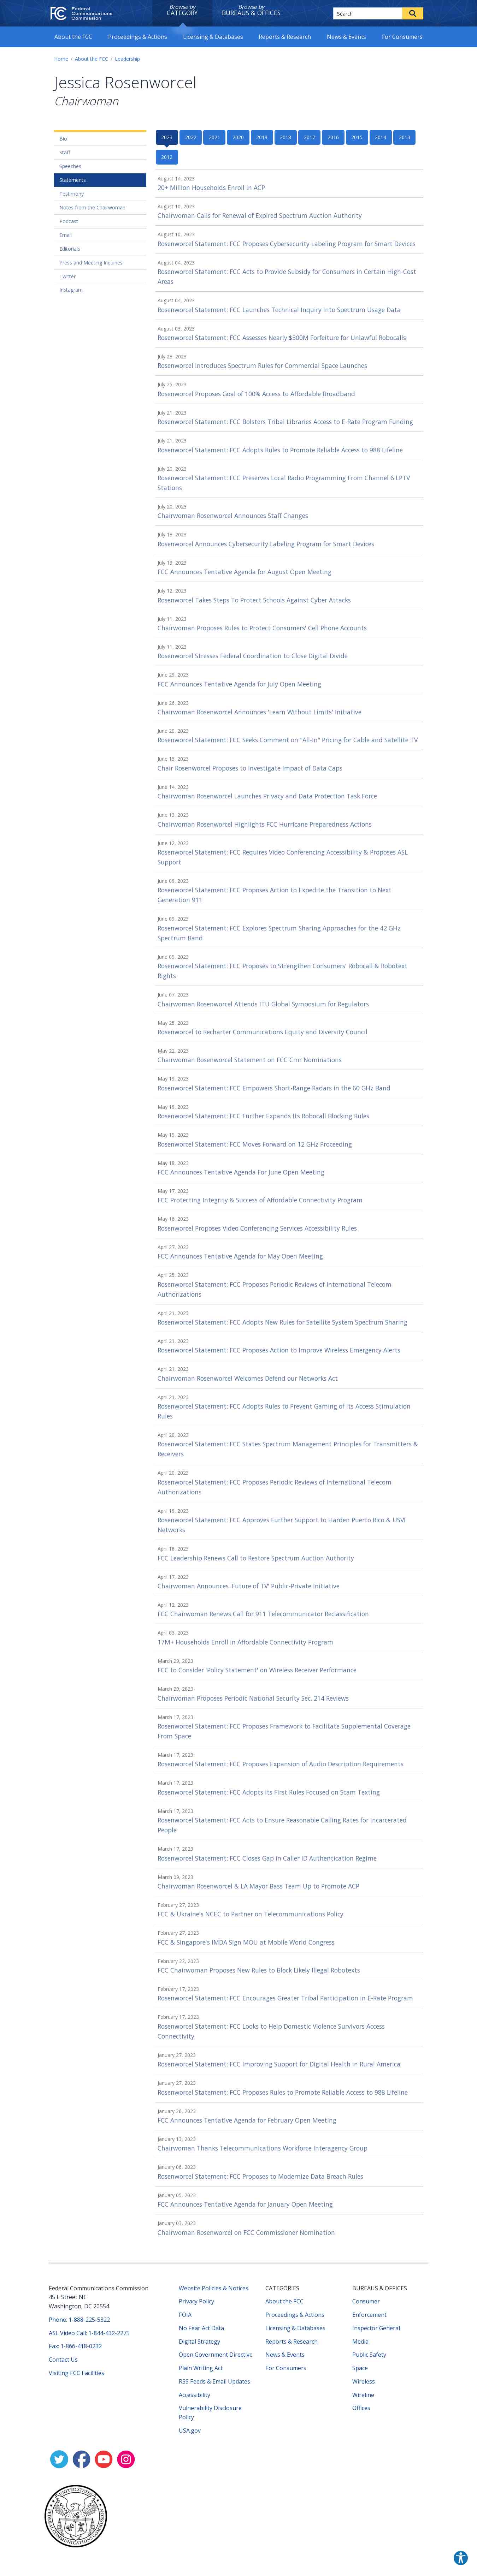 FCC Federal Communications Commission
Browse by
CATEGORY
Browse by
BUREAUS & OFFICES
Search
About the FCC
Proceedings & Actions
Licensing & Databases
Reports & Research
News & Events
For Consumers
Home / About the FCC / Leadership
Jessica Rosenworcel
Chairwoman
Bio
Staff
Speeches
Statements
Testimony
Notes from the Chairwoman
Podcast
Email
Editorials
Press and Meeting Inquiries
Twitter
Instagram
2023 2022 2021 2020 2019 2018 2017 2016 2015 2014 2013
2012
August 14, 2023
20+ Million Households Enroll in ACP
August 10, 2023
Chairwoman Calls for Renewal of Expired Spectrum Auction Authority
August 10, 2023
Rosenworcel Statement: FCC Proposes Cybersecurity Labeling Program for Smart Devices
August 04, 2023
Rosenworcel Statement: FCC Acts to Provide Subsidy for Consumers in Certain High-Cost
Areas
August 04, 2023
Rosenworcel Statement: FCC Launches Technical Inquiry Into Spectrum Usage Data
August 03, 2023
Rosenworcel Statement: FCC Assesses Nearly $300M Forfeiture for Unlawful Robocalls
July 28, 2023
Rosenworcel Introduces Spectrum Rules for Commercial Space Launches
July 25, 2023
Rosenworcel Proposes Goal of 100% Access to Affordable Broadband
July 21, 2023
Rosenworcel Statement: FCC Bolsters Tribal Libraries Access to E-Rate Program Funding
July 21, 2023
Rosenworcel Statement: FCC Adopts Rules to Promote Reliable Access to 988 Lifeline
July 20, 2023
Rosenworcel Statement: FCC Preserves Local Radio Programming From Channel 6 LPTV
Stations
July 20, 2023
Chairwoman Rosenworcel Announces Staff Changes
July 18, 2023
Rosenworcel Announces Cybersecurity Labeling Program for Smart Devices
July 13, 2023
FCC Announces Tentative Agenda for August Open Meeting
July 12, 2023
Rosenworcel Takes Steps To Protect Schools Against Cyber Attacks
July 11, 2023
Chairwoman Proposes Rules to Protect Consumers' Cell Phone Accounts
July 11, 2023
Rosenworcel Stresses Federal Coordination to Close Digital Divide
June 29, 2023
FCC Announces Tentative Agenda for July Open Meeting
June 26, 2023
Chairwoman Rosenworcel Announces 'Learn Without Limits' Initiative
June 20, 2023
Rosenworcel Statement: FCC Seeks Comment on "All-In" Pricing for Cable and Satellite TV
June 15, 2023
Chair Rosenworcel Proposes to Investigate Impact of Data Caps
June 14, 2023
Chairwoman Rosenworcel Launches Privacy and Data Protection Task Force
June 13, 2023
Chairwoman Rosenworcel Highlights FCC Hurricane Preparedness Actions
June 12, 2023
Rosenworcel Statement: FCC Requires Video Conferencing Accessibility & Proposes ASL
Support
June 09, 2023
Rosenworcel Statement: FCC Proposes Action to Expedite the Transition to Next
Generation 911
June 09, 2023
Rosenworcel Statement: FCC Explores Spectrum Sharing Approaches for the 42 GHz
Spectrum Band
June 09, 2023
Rosenworcel Statement: FCC Proposes to Strengthen Consumers' Robocall & Robotext
Rights
June 07, 2023
Chairwoman Rosenworcel Attends ITU Global Symposium for Regulators
May 25, 2023
Rosenworcel to Recharter Communications Equity and Diversity Council
May 22, 2023
Chairwoman Rosenworcel Statement on FCC Cmr Nominations
May 19, 2023
Rosenworcel Statement: FCC Empowers Short-Range Radars in the 60 GHz Band
May 19, 2023
Rosenworcel Statement: FCC Further Expands Its Robocall Blocking Rules
May 19, 2023
Rosenworcel Statement: FCC Moves Forward on 12 GHz Proceeding
May 18, 2023
FCC Announces Tentative Agenda For June Open Meeting
May 17, 2023
FCC Protecting Integrity & Success of Affordable Connectivity Program
May 16, 2023
Rosenworcel Proposes Video Conferencing Services Accessibility Rules
April 27, 2023
FCC Announces Tentative Agenda for May Open Meeting
April 25, 2023
Rosenworcel Statement: FCC Proposes Periodic Reviews of International Telecom
Authorizations
April 21, 2023
Rosenworcel Statement: FCC Adopts New Rules for Satellite System Spectrum Sharing
April 21, 2023
Rosenworcel Statement: FCC Proposes Action to Improve Wireless Emergency Alerts
April 21, 2023
Chairwoman Rosenworcel Welcomes Defend our Networks Act
April 21, 2023
Rosenworcel Statement: FCC Adopts Rules to Prevent Gaming of Its Access Stimulation
Rules
April 20, 2023
Rosenworcel Statement: FCC States Spectrum Management Principles for Transmitters &
Receivers
April 20, 2023
Rosenworcel Statement: FCC Proposes Periodic Reviews of International Telecom
Authorizations
April 19, 2023
Rosenworcel Statement: FCC Approves Further Support to Harden Puerto Rico & USVI
Networks
April 18, 2023
FCC Leadership Renews Call to Restore Spectrum Auction Authority
April 17, 2023
Chairwoman Announces 'Future of TV' Public-Private Initiative
April 12, 2023
FCC Chairwoman Renews Call for 911 Telecommunicator Reclassification
April 03, 2023
17M+ Households Enroll in Affordable Connectivity Program
March 29, 2023
FCC to Consider 'Policy Statement' on Wireless Receiver Performance
March 29, 2023
Chairwoman Proposes Periodic National Security Sec. 214 Reviews
March 17, 2023
Rosenworcel Statement: FCC Proposes Framework to Facilitate Supplemental Coverage
From Space
March 17, 2023
Rosenworcel Statement: FCC Proposes Expansion of Audio Description Requirements
March 17, 2023
Rosenworcel Statement: FCC Adopts Its First Rules Focused on Scam Texting
March 17, 2023
Rosenworcel Statement: FCC Acts to Ensure Reasonable Calling Rates for Incarcerated
People
March 17, 2023
Rosenworcel Statement: FCC Closes Gap in Caller ID Authentication Regime
March 09, 2023
Chairwoman Rosenworcel & LA Mayor Bass Team Up to Promote ACP
February 27, 2023
FCC & Ukraine's NCEC to Partner on Telecommunications Policy
February 27, 2023
FCC & Singapore's IMDA Sign MOU at Mobile World Congress
February 22, 2023
FCC Chairwoman Proposes New Rules to Block Likely Illegal Robotexts
February 17, 2023
Rosenworcel Statement: FCC Encourages Greater Tribal Participation in E-Rate Program
February 17, 2023
Rosenworcel Statement: FCC Looks to Help Domestic Violence Survivors Access
Connectivity
January 27, 2023
Rosenworcel Statement: FCC Improving Support for Digital Health in Rural America
January 27, 2023
Rosenworcel Statement: FCC Proposes Rules to Promote Reliable Access to 988 Lifeline
January 26, 2023
FCC Announces Tentative Agenda for February Open Meeting
January 13, 2023
Chairwoman Thanks Telecommunications Workforce Interagency Group
January 06, 2023
Rosenworcel Statement: FCC Proposes to Modernize Data Breach Rules
January 05, 2023
FCC Announces Tentative Agenda for January Open Meeting
January 03, 2023
Chairwoman Rosenworcel on FCC Commissioner Nomination
Federal Communications Commission
45 L Street NE
Washington, DC 20554
Phone: 1-888-225-5322
ASL Video Call: 1-844-432-2275
Fax: 1-866-418-0232
Contact Us
Visiting FCC Facilities
Website Policies & Notices
Privacy Policy
FOIA
No Fear Act Data
Digital Strategy
Open Government Directive
Plain Writing Act
RSS Feeds & Email Updates
Accessibility
Vulnerability Disclosure
Policy
USA.gov
CATEGORIES
About the FCC
Proceedings & Actions
Licensing & Databases
Reports & Research
News & Events
For Consumers
BUREAUS & OFFICES
Consumer
Enforcement
Inspector General
Media
Public Safety
Space
Wireless
Wireline
Offices
FEDERAL COMMUNICATIONS COMMISSION